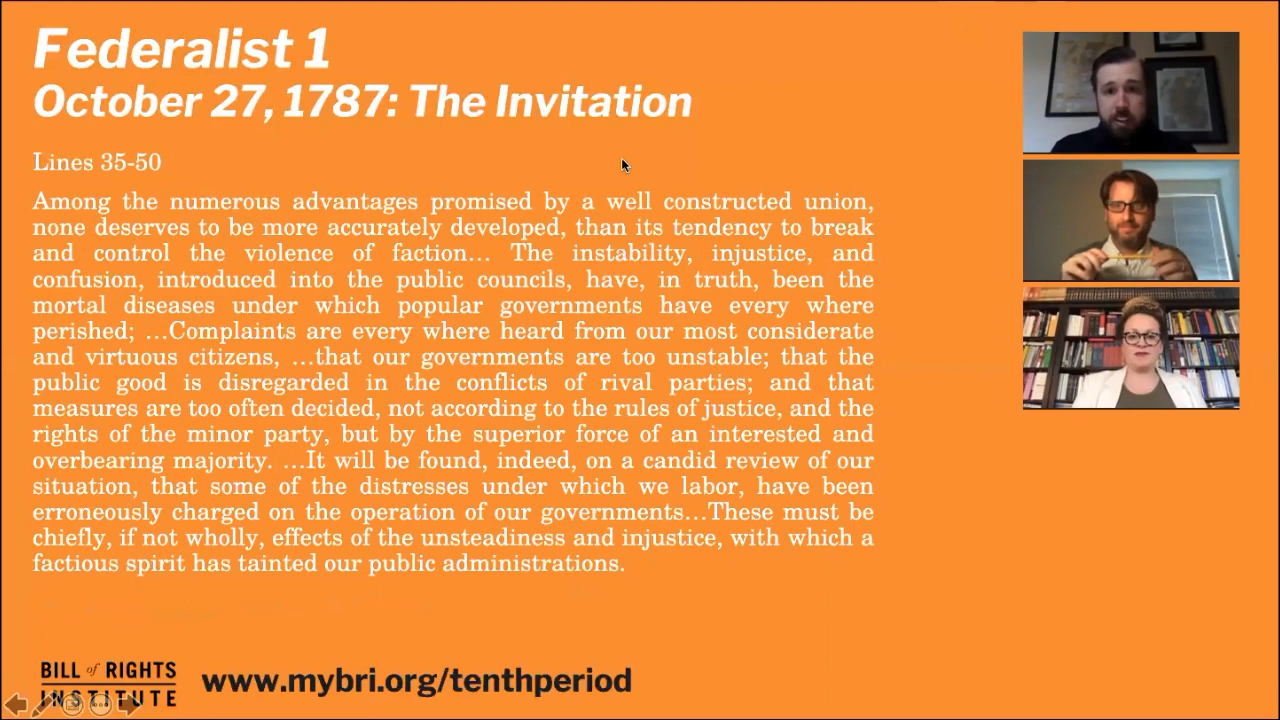 Federalist 1
October 27, 1787: The Invitation
Lines 35-50
Among the numerous advantages promised by a well constructed union,
none deserves to be more accurately developed, than its tendency to break
and control the violence of faction… The instability, injustice, and
confusion, introduced into the public councils, have, in truth, been the
mortal diseases under which popular governments have every where
perished; …Complaints are every where heard from our most considerate
and virtuous citizens, …that our governments are too unstable; that the
public good is disregarded in the conflicts of rival parties; and that
measures are too often decided, not according to the rules of justice, and the
rights of the minor party, but by the superior force of an interested and
overbearing majority. …It will be found, indeed, on a candid review of our
situation, that some of the distresses under which we labor, have been
erroneously charged on the operation of our governments…These must be
chiefly, if not wholly, effects of the unsteadiness and injustice, with which a
factious spirit has tainted our public administrations.
BILL of RIGHTS
INSTITUTE
www.mybri.org/tenthperiod